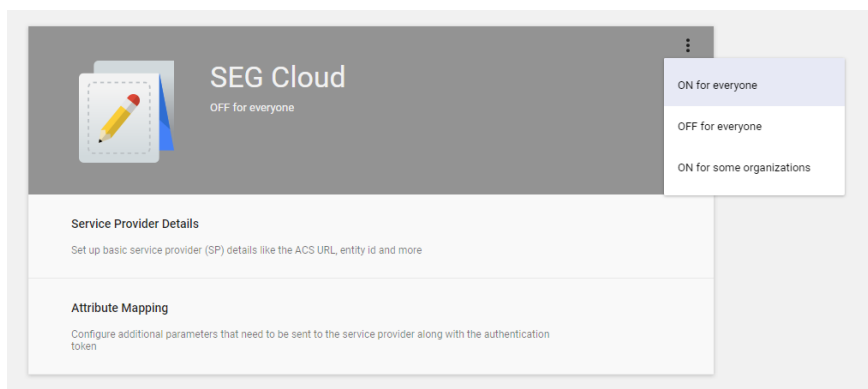 SEG Cloud
OFF for everyone
ON for everyone
OFF for everyone
ON for some organizations
Service Provider Details
Set up basic service provider (SP) details like the ACS URL, entity id and more
Attribute Mapping
Configure additional parameters that need to be sent to the service provider along with the authentication
token